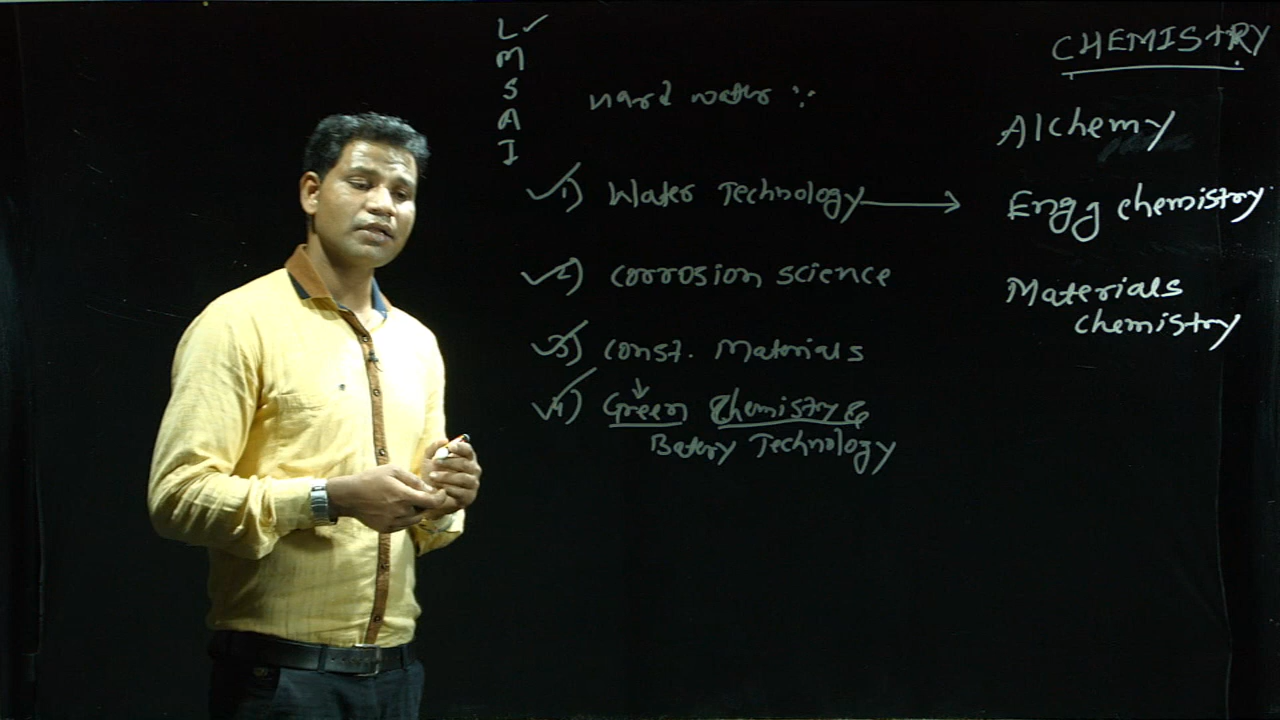 L ✓
M
S
A
I
Hard water :
✓ 1) Water Technology →
✓ 2) corrosion science
✓ 3) const. Materials
✓ 4) Green Chemistry &
Battery Technology
CHEMISTRY
Alchemy
Engg chemistry
Materials
chemistry